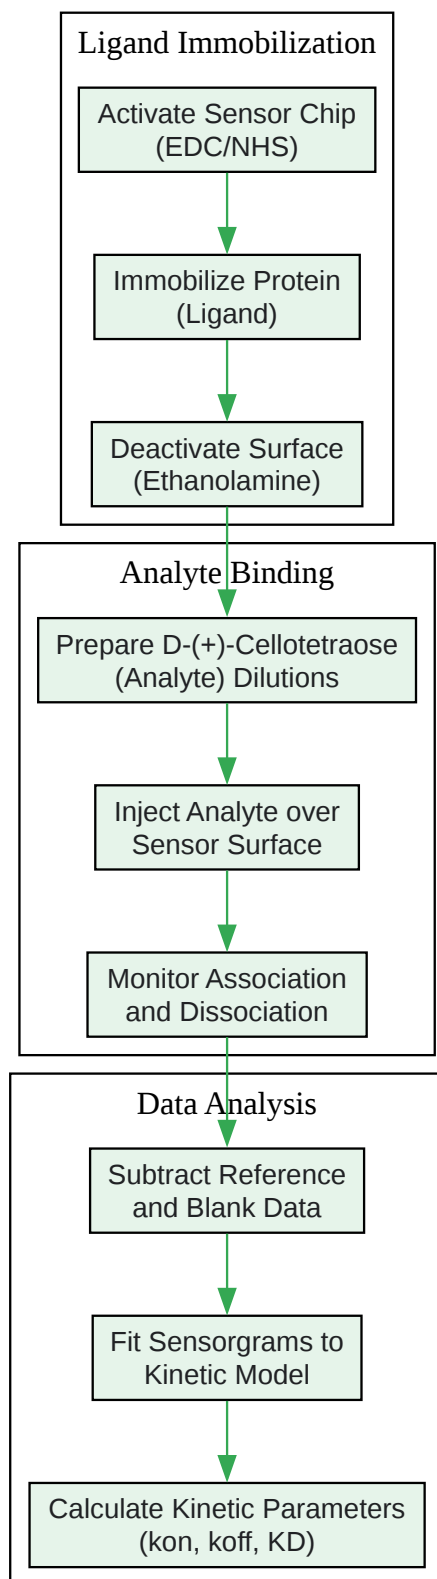 Ligand Immobilization
Activate Sensor Chip
(EDC/NHS)
Immobilize Protein
(Ligand)
Deactivate Surface
(Ethanolamine)
Analyte Binding
Prepare D-(+)-Cellotetraose
(Analyte) Dilutions
Inject Analyte over
Sensor Surface
Monitor Association
and Dissociation
Data Analysis
Subtract Reference
and Blank Data
Fit Sensorgrams to
Kinetic Model
Calculate Kinetic Parameters
(kon, koff, KD)